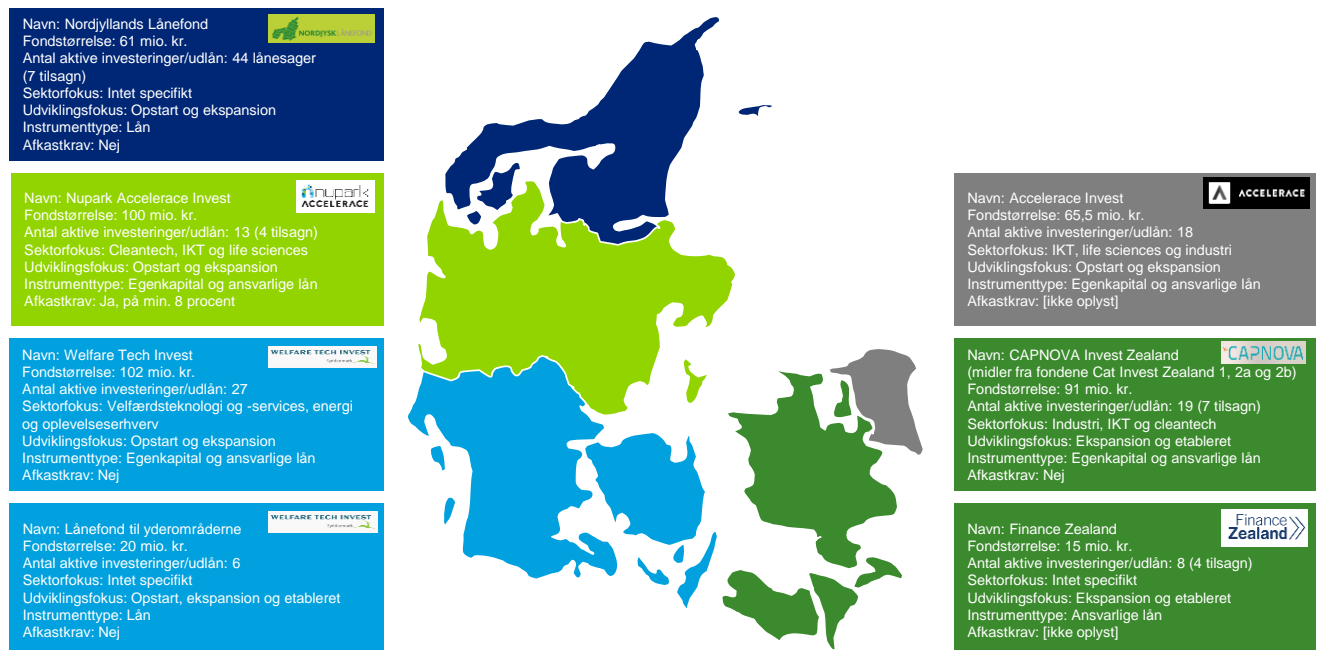 Navn: Nordjyllands Lånefond
NORDJYSK LÅNEFOND
Fondstørrelse: 61 mio. kr.
Antal aktive investeringer/udlån: 44 lånesager
(7 tilsagn)
Sektorfokus: Intet specifikt
Udviklingsfokus: Opstart og ekspansion
Instrumenttype: Lån
Afkastkrav: Nej
nupark
ACCELERACE
Navn: Nupark Accelerace Invest
Fondstørrelse: 100 mio. kr.
Antal aktive investeringer/udlån: 13 (4 tilsagn)
Sektorfokus: Cleantech, IKT og life sciences
Udviklingsfokus: Opstart og ekspansion
Instrumenttype: Egenkapital og ansvarlige lån
Afkastkrav: Ja, på min. 8 procent
Navn: Welfare Tech Invest
WELFARE TECH INVEST
Syddanmark
Fondstørrelse: 102 mio. kr.
Antal aktive investeringer/udlån: 27
Sektorfokus: Velfærdsteknologi og -services, energi
og oplevelseserhverv
Udviklingsfokus: Opstart og ekspansion
Instrumenttype: Egenkapital og ansvarlige lån
Afkastkrav: Nej
WELFARE TECH INVEST
Syddanmark
Navn: Lånefond til yderområderne
Fondstørrelse: 20 mio. kr.
Antal aktive investeringer/udlån: 6
Sektorfokus: Intet specifikt
Udviklingsfokus: Opstart, ekspansion og etableret
Instrumenttype: Lån
Afkastkrav: Nej
ACCELERACE
Navn: Accelerace Invest
Fondstørrelse: 65,5 mio. kr.
Antal aktive investeringer/udlån: 18
Sektorfokus: IKT, life sciences og industri
Udviklingsfokus: Opstart og ekspansion
Instrumenttype: Egenkapital og ansvarlige lån
Afkastkrav: [ikke oplyst]
Navn: CAPNOVA Invest Zealand
CAPNOVA
(midler fra fondene Cat Invest Zealand 1, 2a og 2b)
Fondstørrelse: 91 mio. kr.
Antal aktive investeringer/udlån: 19 (7 tilsagn)
Sektorfokus: Industri, IKT og cleantech
Udviklingsfokus: Ekspansion og etableret
Instrumenttype: Egenkapital og ansvarlige lån
Afkastkrav: Nej
Finance
Zealand
Navn: Finance Zealand
Fondstørrelse: 15 mio. kr.
Antal aktive investeringer/udlån: 8 (4 tilsagn)
Sektorfokus: Intet specifikt
Udviklingsfokus: Ekspansion og etableret
Instrumenttype: Ansvarlige lån
Afkastkrav: [ikke oplyst]